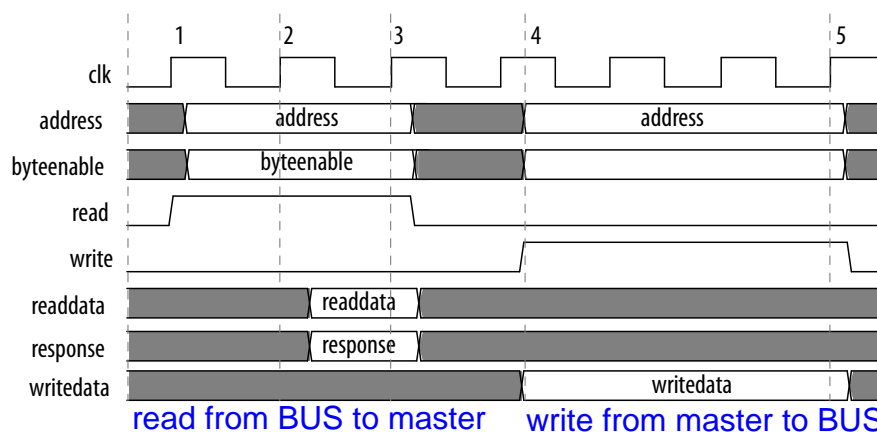 1 2 3 4 5
clk
address address address
byteenable byteenable
read
write
readdata readdata
response response
writedata writedata
read from BUS to master write from master to BUS